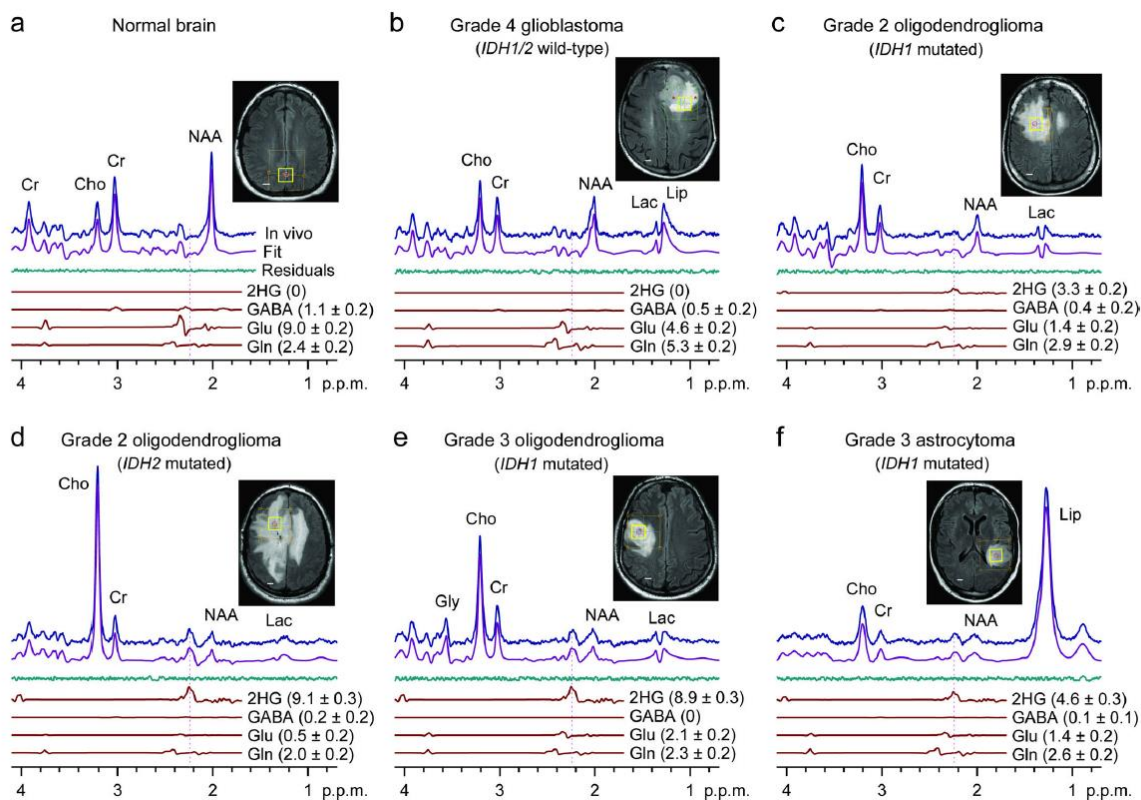 a
Normal brain
Cr
Cho
Cr
NAA
In vivo
Fit
Residuals
2HG (0)
GABA (1.1 ± 0.2)
Glu (9.0 ± 0.2)
Gln (2.4 ± 0.2)
4 3 2 1 p.p.m.
b
Grade 4 glioblastoma
(IDH1/2 wild-type)
Cho
Cr
NAA
Lac
Lip
2HG (0)
GABA (0.5 ± 0.2)
Glu (4.6 ± 0.2)
Gln (5.3 ± 0.2)
4 3 2 1 p.p.m.
c
Grade 2 oligodendroglioma
(IDH1 mutated)
Cho
Cr
NAA
Lac
2HG (3.3 ± 0.2)
GABA (0.4 ± 0.2)
Glu (1.4 ± 0.2)
Gln (2.9 ± 0.2)
4 3 2 1 p.p.m.
d
Grade 2 oligodendroglioma
(IDH2 mutated)
Cho
Cr
NAA
Lac
2HG (9.1 ± 0.3)
GABA (0.2 ± 0.2)
Glu (0.5 ± 0.2)
Gln (2.0 ± 0.2)
4 3 2 1 p.p.m.
e
Grade 3 oligodendroglioma
(IDH1 mutated)
Gly
Cho
Cr
NAA
Lac
2HG (8.9 ± 0.3)
GABA (0)
Glu (2.1 ± 0.2)
Gln (2.3 ± 0.2)
4 3 2 1 p.p.m.
f
Grade 3 astrocytoma
(IDH1 mutated)
Cho
Cr
NAA
Lip
2HG (4.6 ± 0.3)
GABA (0.1 ± 0.1)
Glu (1.4 ± 0.2)
Gln (2.6 ± 0.2)
4 3 2 1 p.p.m.